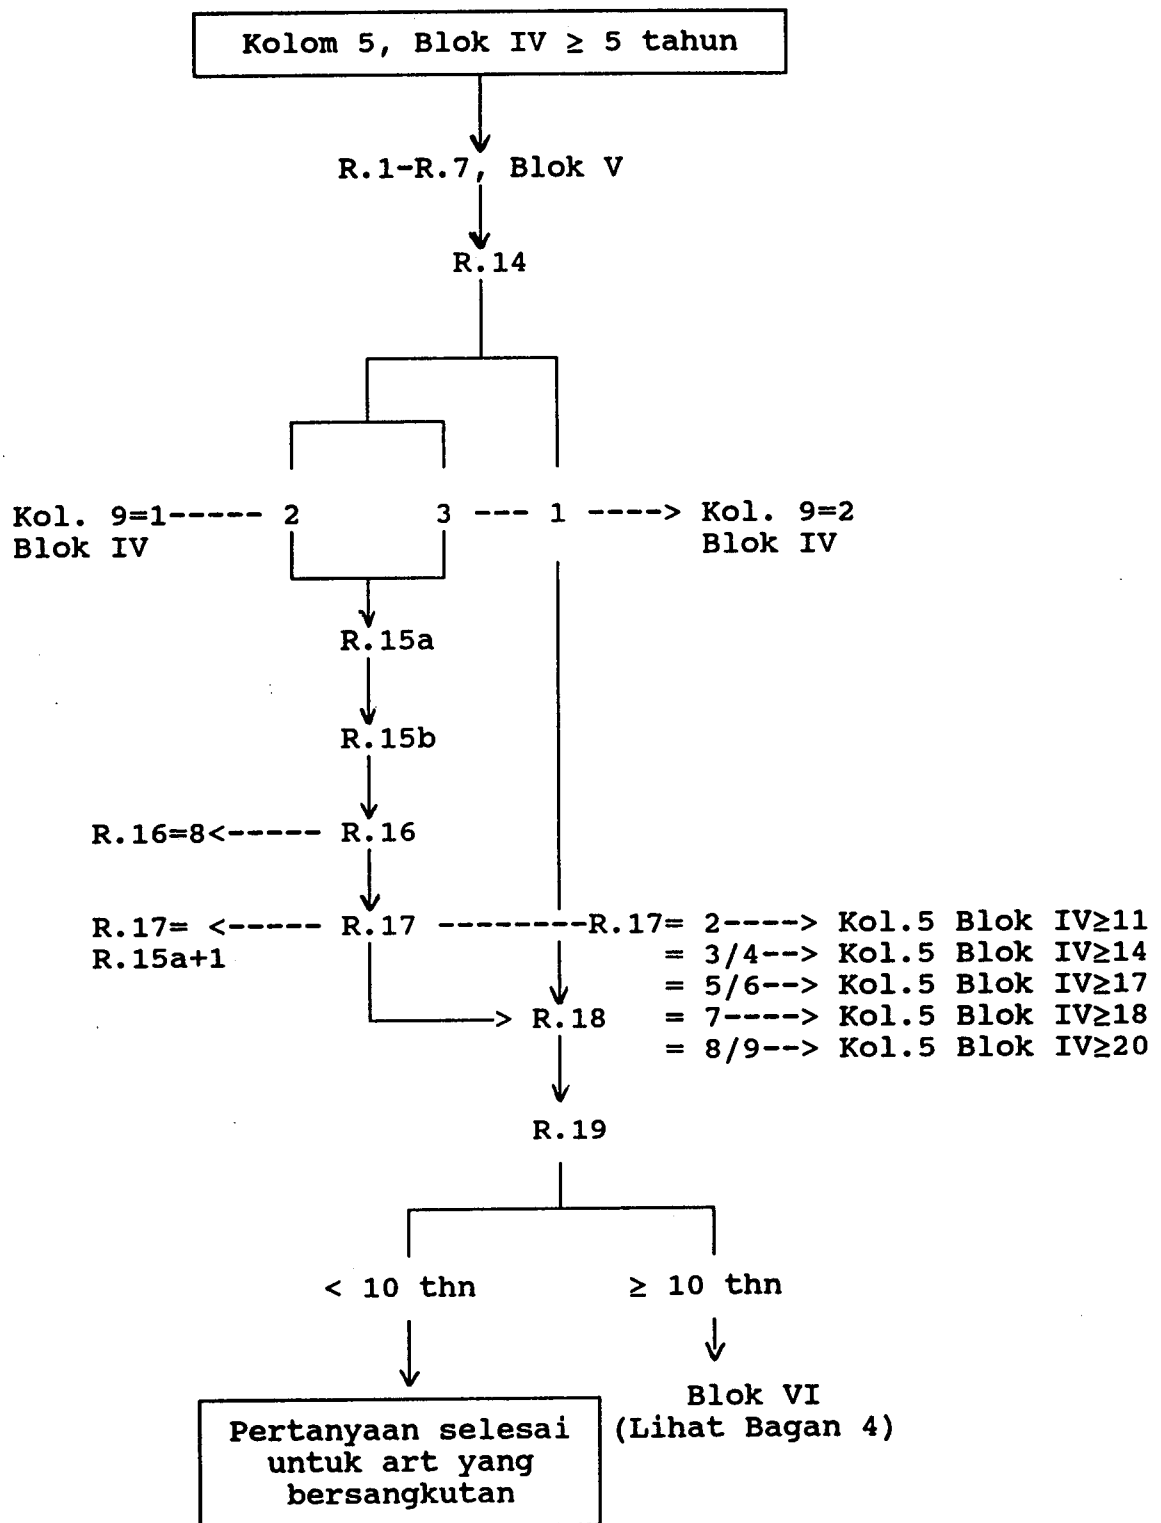 Kolom 5, Blok IV ≥ 5 tahun
R.1-R.7, Blok V
R.14
Kol. 9=1----- 2 3 --- 1 ----> Kol. 9=2
Blok IV Blok IV
R.15a
R.15b
R.16=8<----- R.16
R.17= <----- R.17 --------R.17= 2----> Kol.5 Blok IV≥11
R.15a+1 = 3/4--> Kol.5 Blok IV≥14
= 5/6--> Kol.5 Blok IV≥17
> R.18 = 7----> Kol.5 Blok IV≥18
= 8/9--> Kol.5 Blok IV≥20
R.19
< 10 thn ≥ 10 thn
Blok VI
(Lihat Bagan 4)
Pertanyaan selesai
untuk art yang
bersangkutan